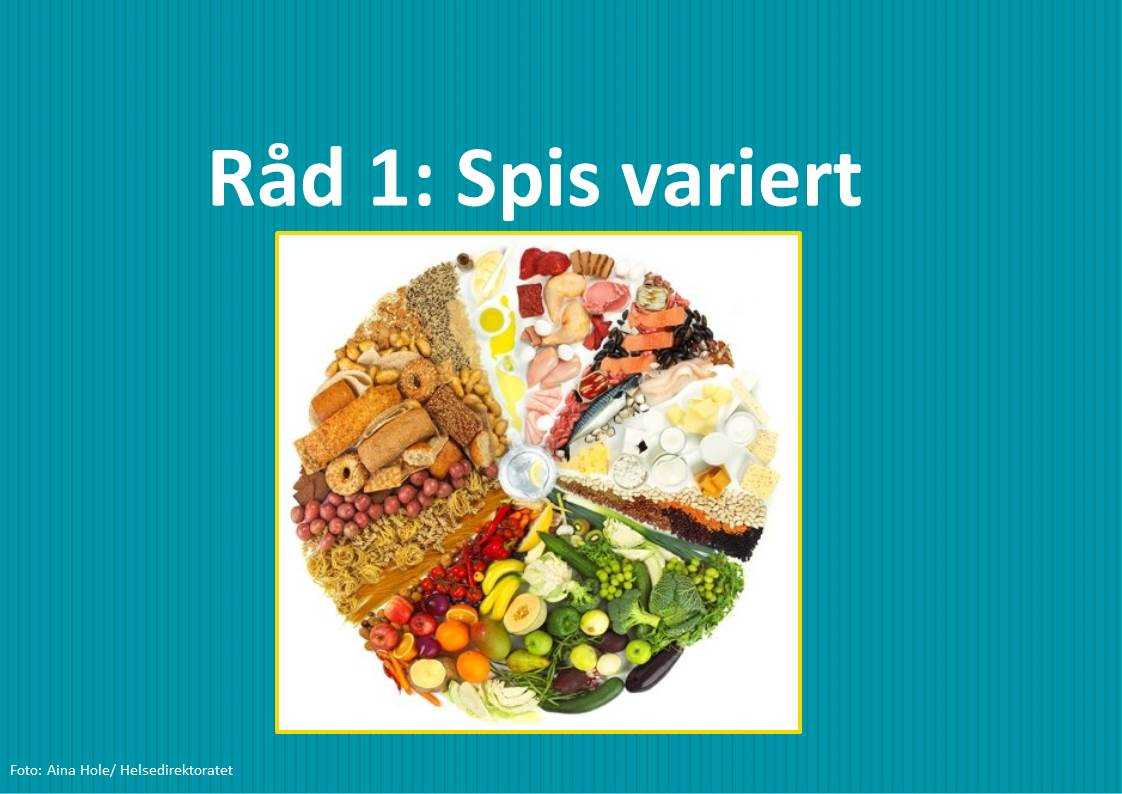 Råd 1: Spis variert
Foto: Aina Hole/ Helsedirektoratet